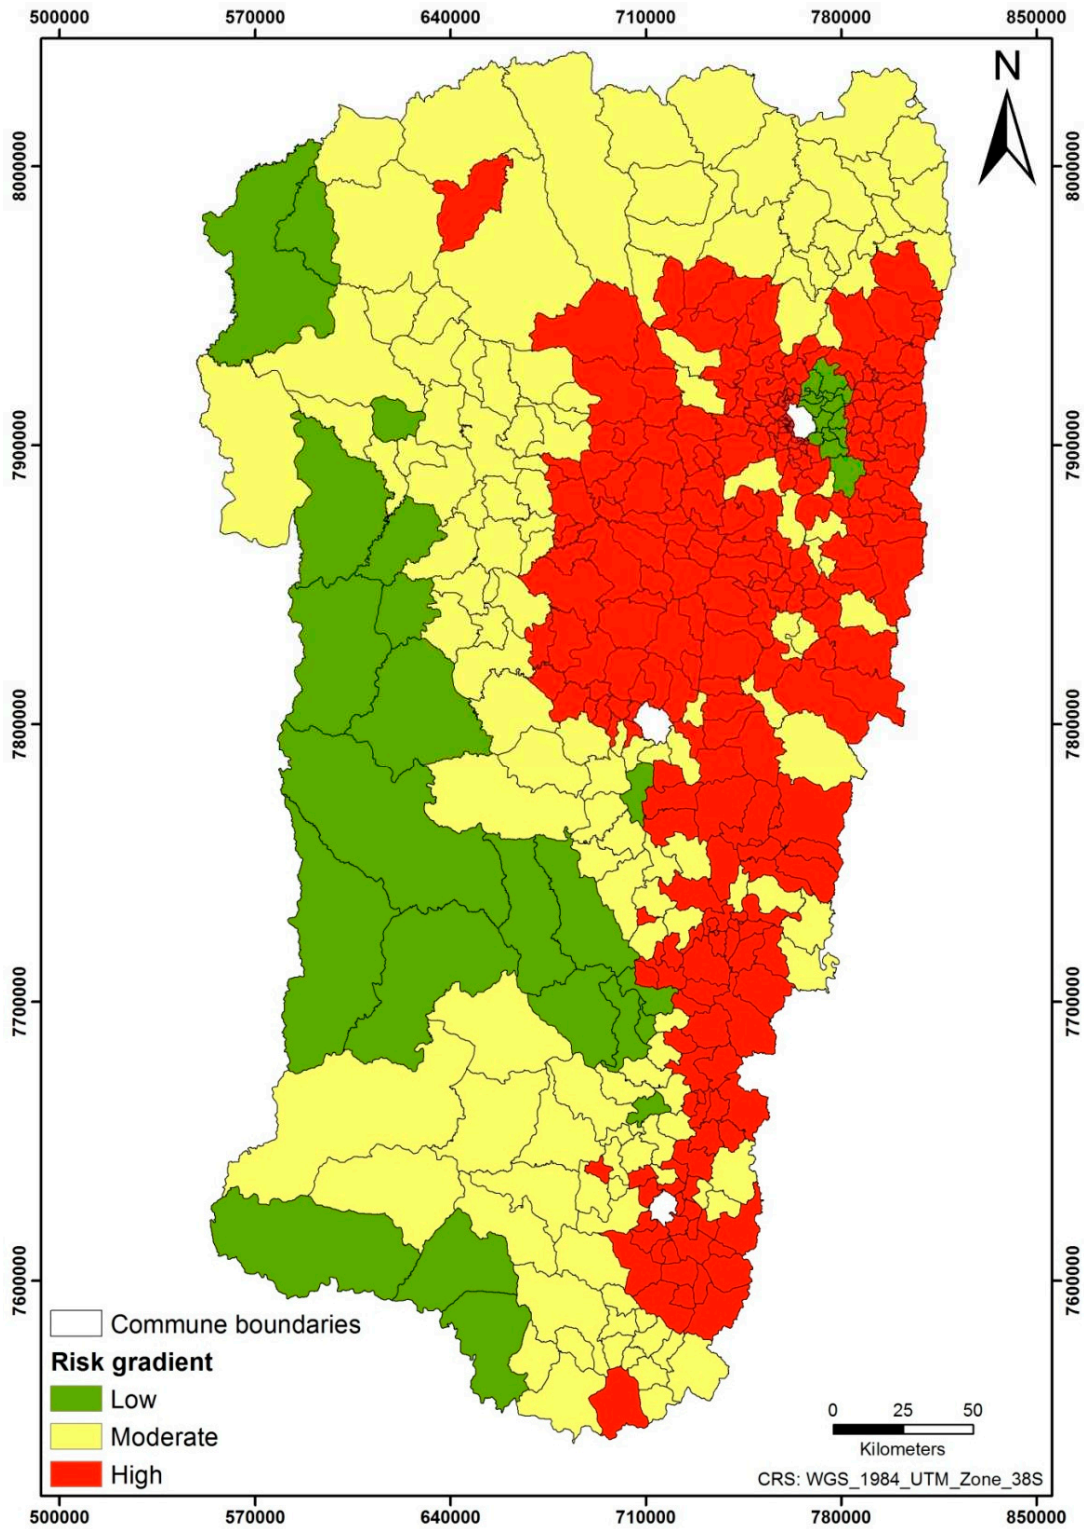 500000 570000 640000 710000 780000 850000
N
8000000 8000000
7900000 7900000
7800000 7800000
7700000 7700000
7600000 7600000
Commune boundaries
Risk gradient
Low
Moderate
High
0 25 50
Kilometers
CRS: WGS_1984_UTM_Zone_38S
500000 570000 640000 710000 780000 850000